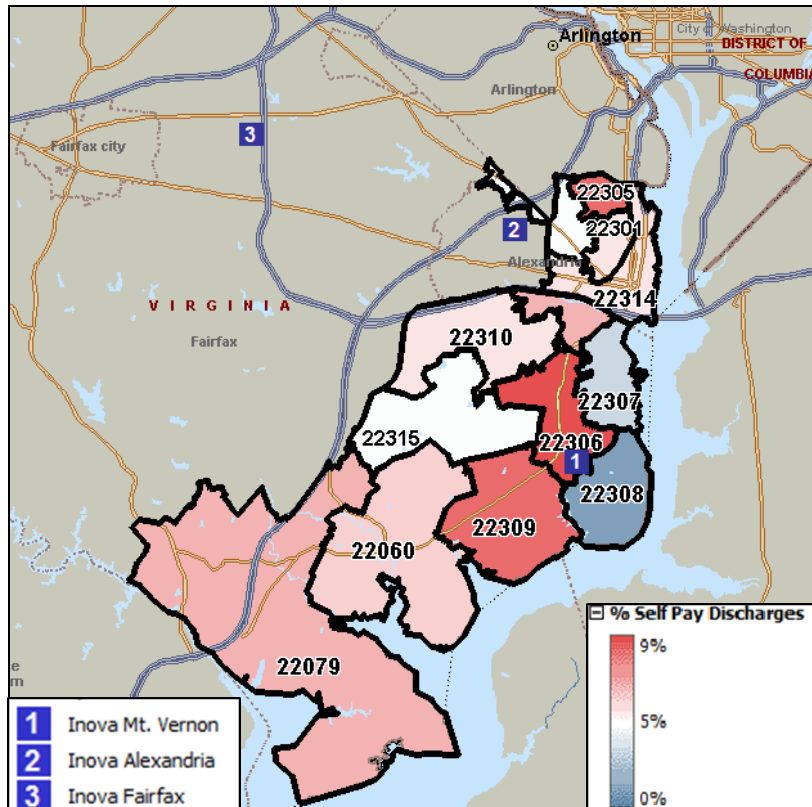 City of Washington
Arlington
DISTRICT OF
COLUMBIA
Arlington
3
Fairfax city
22305
2
22301
Alexandria
22314
VIRGINIA
22310
Fairfax
22307
22315
22306
1
22308
22309
22060
% Self Pay Discharges
9%
22079
5%
0%
1 Inova Mt. Vernon
2 Inova Alexandria
3 Inova Fairfax